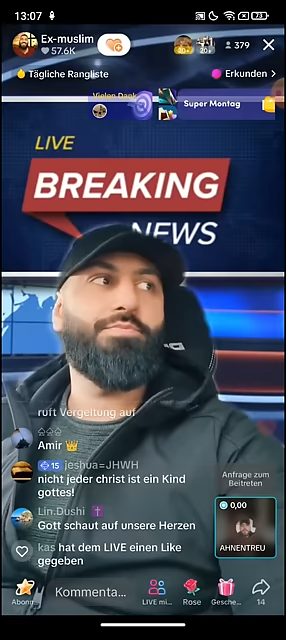 13:07
73
Ex-muslim
57.6K
379
Tägliche Rangliste
Erkunden
Vielen Dank
Super Montag
LIVE
BREAKING
NEWS
ruft Vergeltung auf
Amir
15 jeshua=JHWH
nicht jeder christ ist ein Kind
gottes!
Lin.Dushi
Gott schaut auf unsere Herzen
kas hat dem LIVE einen Like
gegeben
Anfrage zum
Beitreten
0,00
AHNENTREU
Abonn
Kommenta...
LIVE mi...
Rose
Gesche...
14